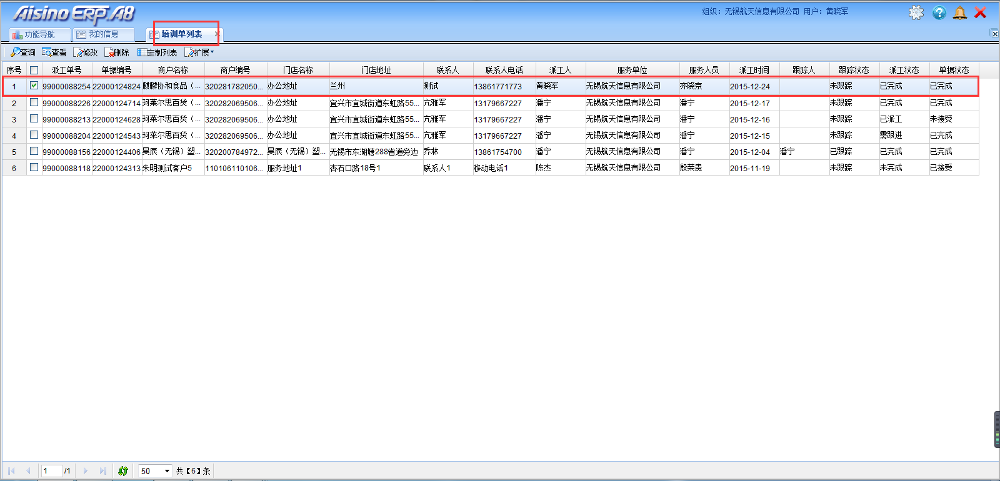 Aisino ERP.A8
组织：无锡航天信息有限公司 用户：黄晓军
功能导航 我的信息 培训单列表
查询 查看 修改 删除 定制列表 扩展
序号 派工单号 单据编号 商户名称 商户编号 门店名称 门店地址 联系人 联系人电话 派工人 服务单位 服务人员 派工时间 跟踪人 跟踪状态 派工状态 单据状态
1 99000088254 22000124824 麒麟协和食品（... 320281782050... 办公地址 兰州 测试 13861771773 黄晓军 无锡航天信息有限公司 齐晓京 2015-12-24 未跟踪 已完成 已完成
2 99000088226 22000124714 珂莱尔思百货（... 320282069506... 办公地址 宜兴市宜城街道东虹路55... 亢雅军 13179667227 潘宁 无锡航天信息有限公司 潘宁 2015-12-17 未跟踪 已完成 已完成
3 99000088213 22000124628 珂莱尔思百货（... 320282069506... 办公地址 宜兴市宜城街道东虹路55... 亢雅军 13179667227 潘宁 无锡航天信息有限公司 潘宁 2015-12-16 未跟踪 已派工 未接受
4 99000088204 22000124543 珂莱尔思百货（... 320282069506... 办公地址 宜兴市宜城街道东虹路55... 亢雅军 13179667227 潘宁 无锡航天信息有限公司 潘宁 2015-12-15 未跟踪 需跟进 已完成
5 99000088156 22000124406 昊辰（无锡）塑... 320200784972... 昊辰（无锡）塑... 无锡市东湖塘288省道旁边 乔林 13861754700 潘宁 无锡航天信息有限公司 潘宁 2015-12-04 潘宁 已跟踪 已完成 已完成
6 99000088118 22000124313 朱明测试客户5 110106110106... 服务地址1 杏石口路18号1 联系人1 移动电话1 陈杰 无锡航天信息有限公司 殷荣贵 2015-11-19 未跟踪 未完成 已接受
1 /1 50 共【6】条